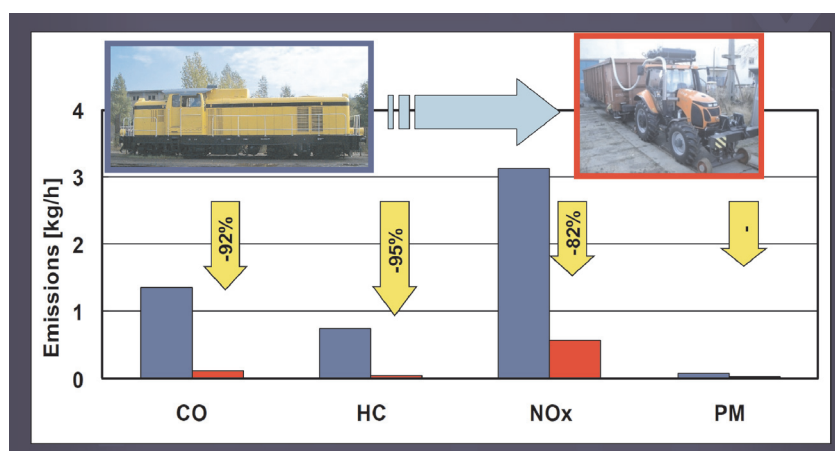 4
3
2
1
0
Emissions [kg/h]
-92%
-95%
-82%
-
CO
HC
NOx
PM